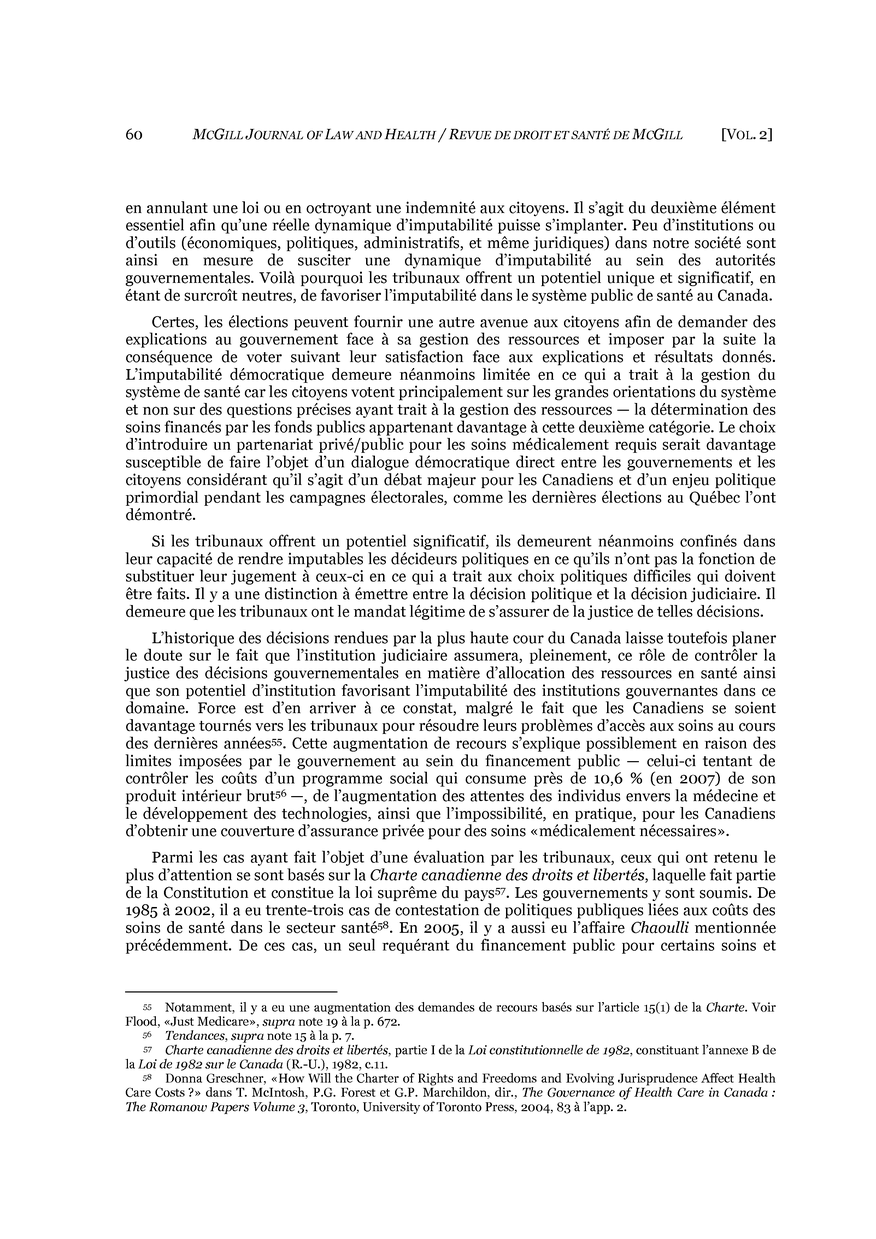 60 MCGILL JOURNAL OF LAW AND HEALTH / REVUE DE DROIT ET SANTÉ DE MCGILL [VOL. 2]
en annulant une loi ou en octroyant une indemnité aux citoyens. Il s’agit du deuxième élément
essentiel afin qu’une réelle dynamique d’imputabilité puisse s’implanter. Peu d’institutions ou
d’outils (économiques, politiques, administratifs, et même juridiques) dans notre société sont
ainsi en mesure de susciter une dynamique d’imputabilité au sein des autorités
gouvernementales. Voilà pourquoi les tribunaux offrent un potentiel unique et significatif, en
étant de surcroît neutres, de favoriser l’imputabilité dans le système public de santé au Canada.
Certes, les élections peuvent fournir une autre avenue aux citoyens afin de demander des
explications au gouvernement face à sa gestion des ressources et imposer par la suite la
conséquence de voter suivant leur satisfaction face aux explications et résultats donnés.
L’imputabilité démocratique demeure néanmoins limitée en ce qui a trait à la gestion du
système de santé car les citoyens votent principalement sur les grandes orientations du système
et non sur des questions précises ayant trait à la gestion des ressources — la détermination des
soins financés par les fonds publics appartenant davantage à cette deuxième catégorie. Le choix
d’introduire un partenariat privé/public pour les soins médicalement requis serait davantage
susceptible de faire l’objet d’un dialogue démocratique direct entre les gouvernements et les
citoyens considérant qu’il s’agit d’un débat majeur pour les Canadiens et d’un enjeu politique
primordial pendant les campagnes électorales, comme les dernières élections au Québec l’ont
démontré.
Si les tribunaux offrent un potentiel significatif, ils demeurent néanmoins confinés dans
leur capacité de rendre imputables les décideurs politiques en ce qu’ils n’ont pas la fonction de
substituer leur jugement à ceux-ci en ce qui a trait aux choix politiques difficiles qui doivent
être faits. Il y a une distinction à émettre entre la décision politique et la décision judiciaire. Il
demeure que les tribunaux ont le mandat légitime de s’assurer de la justice de telles décisions.
L’historique des décisions rendues par la plus haute cour du Canada laisse toutefois planer
le doute sur le fait que l’institution judiciaire assumera, pleinement, ce rôle de contrôler la
justice des décisions gouvernementales en matière d’allocation des ressources en santé ainsi
que son potentiel d’institution favorisant l’imputabilité des institutions gouvernantes dans ce
domaine. Force est d’en arriver à ce constat, malgré le fait que les Canadiens se soient
davantage tournés vers les tribunaux pour résoudre leurs problèmes d’accès aux soins au cours
des dernières années55. Cette augmentation de recours s’explique possiblement en raison des
limites imposées par le gouvernement au sein du financement public — celui-ci tentant de
contrôler les coûts d’un programme social qui consume près de 10,6 % (en 2007) de son
produit intérieur brut56 —, de l’augmentation des attentes des individus envers la médecine et
le développement des technologies, ainsi que l’impossibilité, en pratique, pour les Canadiens
d’obtenir une couverture d’assurance privée pour des soins «médicalement nécessaires».
Parmi les cas ayant fait l’objet d’une évaluation par les tribunaux, ceux qui ont retenu le
plus d’attention se sont basés sur la Charte canadienne des droits et libertés, laquelle fait partie
de la Constitution et constitue la loi suprême du pays57. Les gouvernements y sont soumis. De
1985 à 2002, il a eu trente-trois cas de contestation de politiques publiques liées aux coûts des
soins de santé dans le secteur santé58. En 2005, il y a aussi eu l’affaire Chaoulli mentionnée
précédemment. De ces cas, un seul requérant du financement public pour certains soins et
55 Notamment, il y a eu une augmentation des demandes de recours basés sur l’article 15(1) de la Charte. Voir
Flood, «Just Medicare», supra note 19 à la p. 672.
56 Tendances, supra note 15 à la p. 7.
57 Charte canadienne des droits et libertés, partie I de la Loi constitutionnelle de 1982, constituant l’annexe B de
la Loi de 1982 sur le Canada (R.-U.), 1982, c.11.
58 Donna Greschner, «How Will the Charter of Rights and Freedoms and Evolving Jurisprudence Affect Health
Care Costs ?» dans T. McIntosh, P.G. Forest et G.P. Marchildon, dir., The Governance of Health Care in Canada :
The Romanow Papers Volume 3, Toronto, University of Toronto Press, 2004, 83 à l’app. 2.